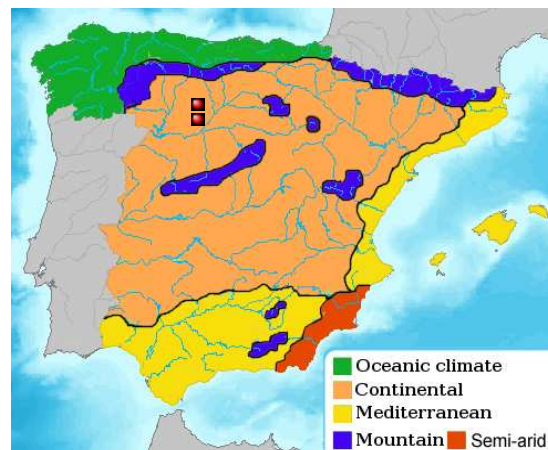 Oceanic climate
Continental
Mediterranean
Mountain Semi-arid